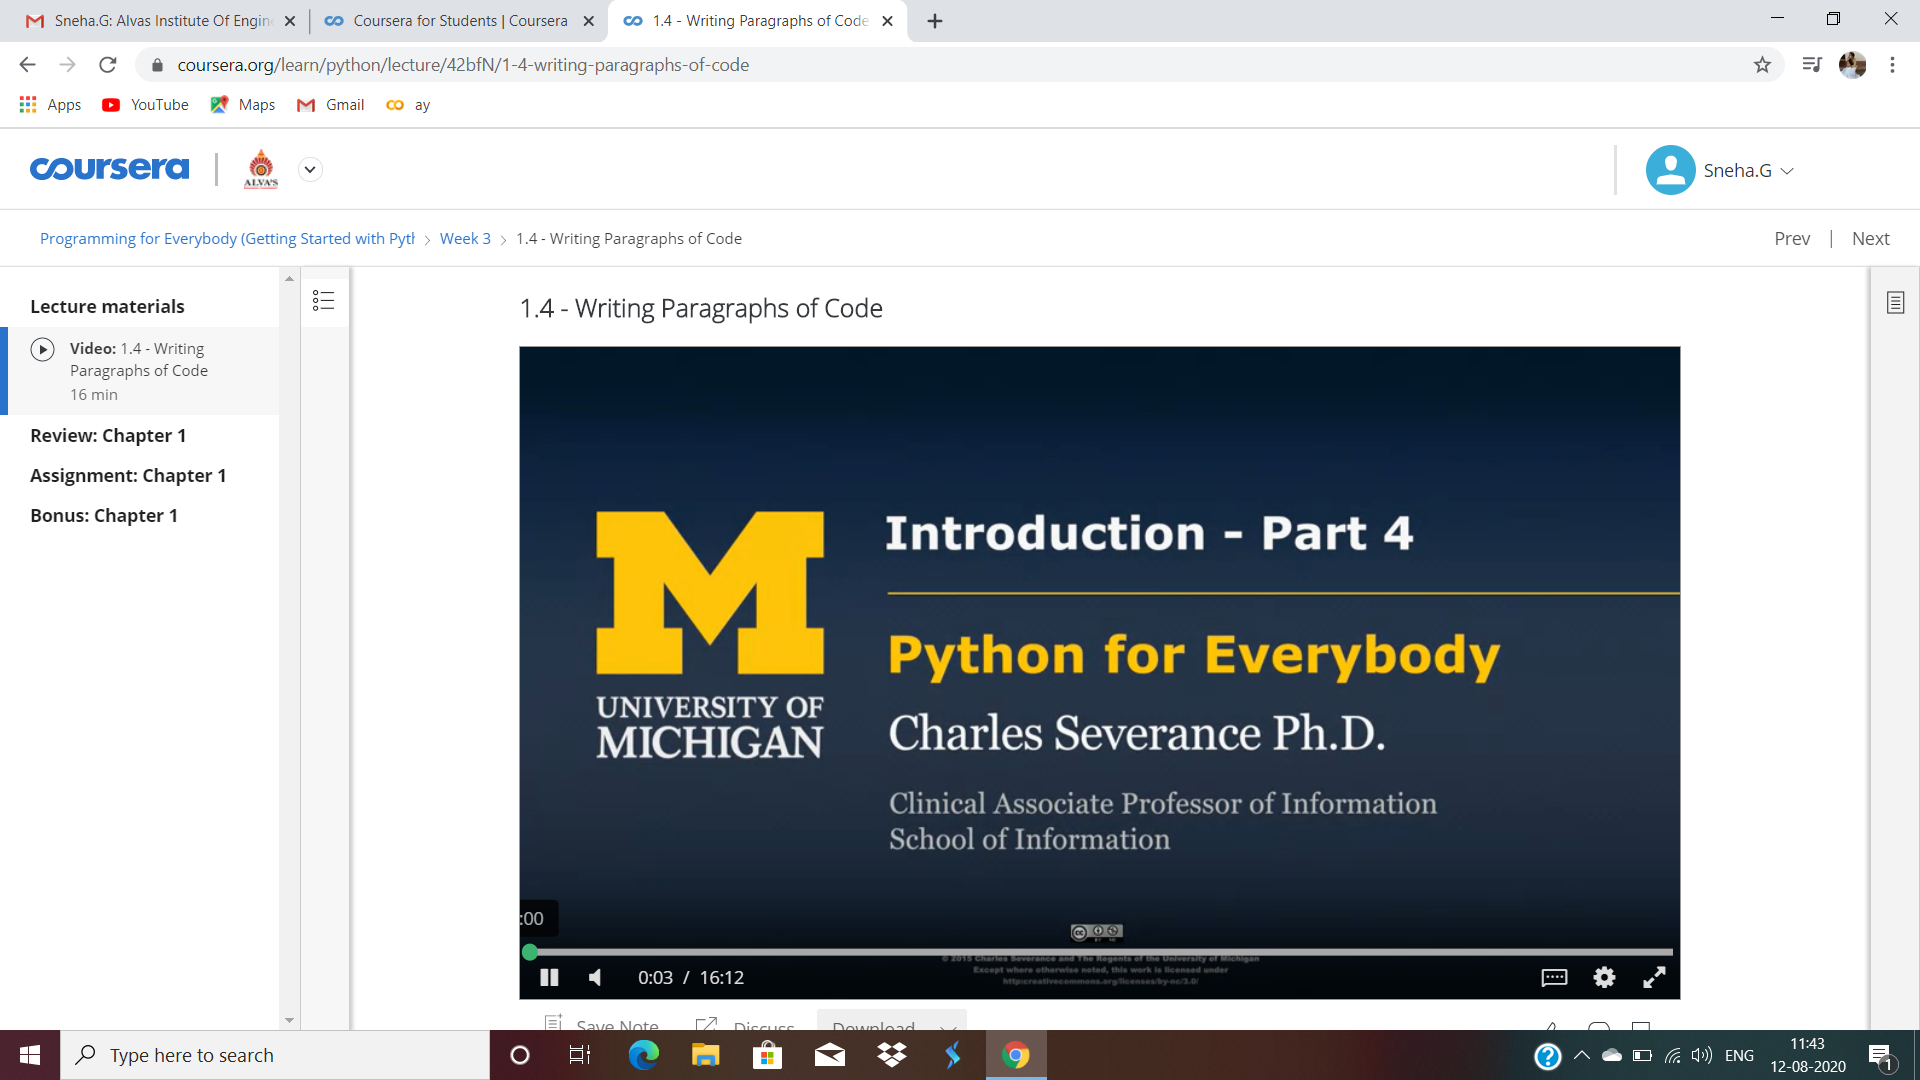 Sneha.G: Alvas Institute Of Engine
Coursera for Students | Coursera
1.4 - Writing Paragraphs of Code
coursera.org/learn/python/lecture/42bfN/1-4-writing-paragraphs-of-code
Apps
YouTube
Maps
Gmail
ay
coursera
ALVA'S
Sneha.G
Programming for Everybody (Getting Started with Pyth
Week 3
1.4 - Writing Paragraphs of Code
Prev
Next
Lecture materials
Video: 1.4 - Writing
Paragraphs of Code
16 min
Review: Chapter 1
Assignment: Chapter 1
Bonus: Chapter 1
1.4 - Writing Paragraphs of Code
M
UNIVERSITY OF
MICHIGAN
Introduction - Part 4
Python for Everybody
Charles Severance Ph.D.
Clinical Associate Professor of Information
School of Information
:00
© 2015 Charles Severance and The Regents of the University of Michigan
Except where otherwise noted, this work is licensed under
http:creativecommons.org/licenses/by-nc/3.0/
0:03 / 16:12
Save Note
Discuss
Download
Type here to search
ENG
11:43
12-08-2020
1